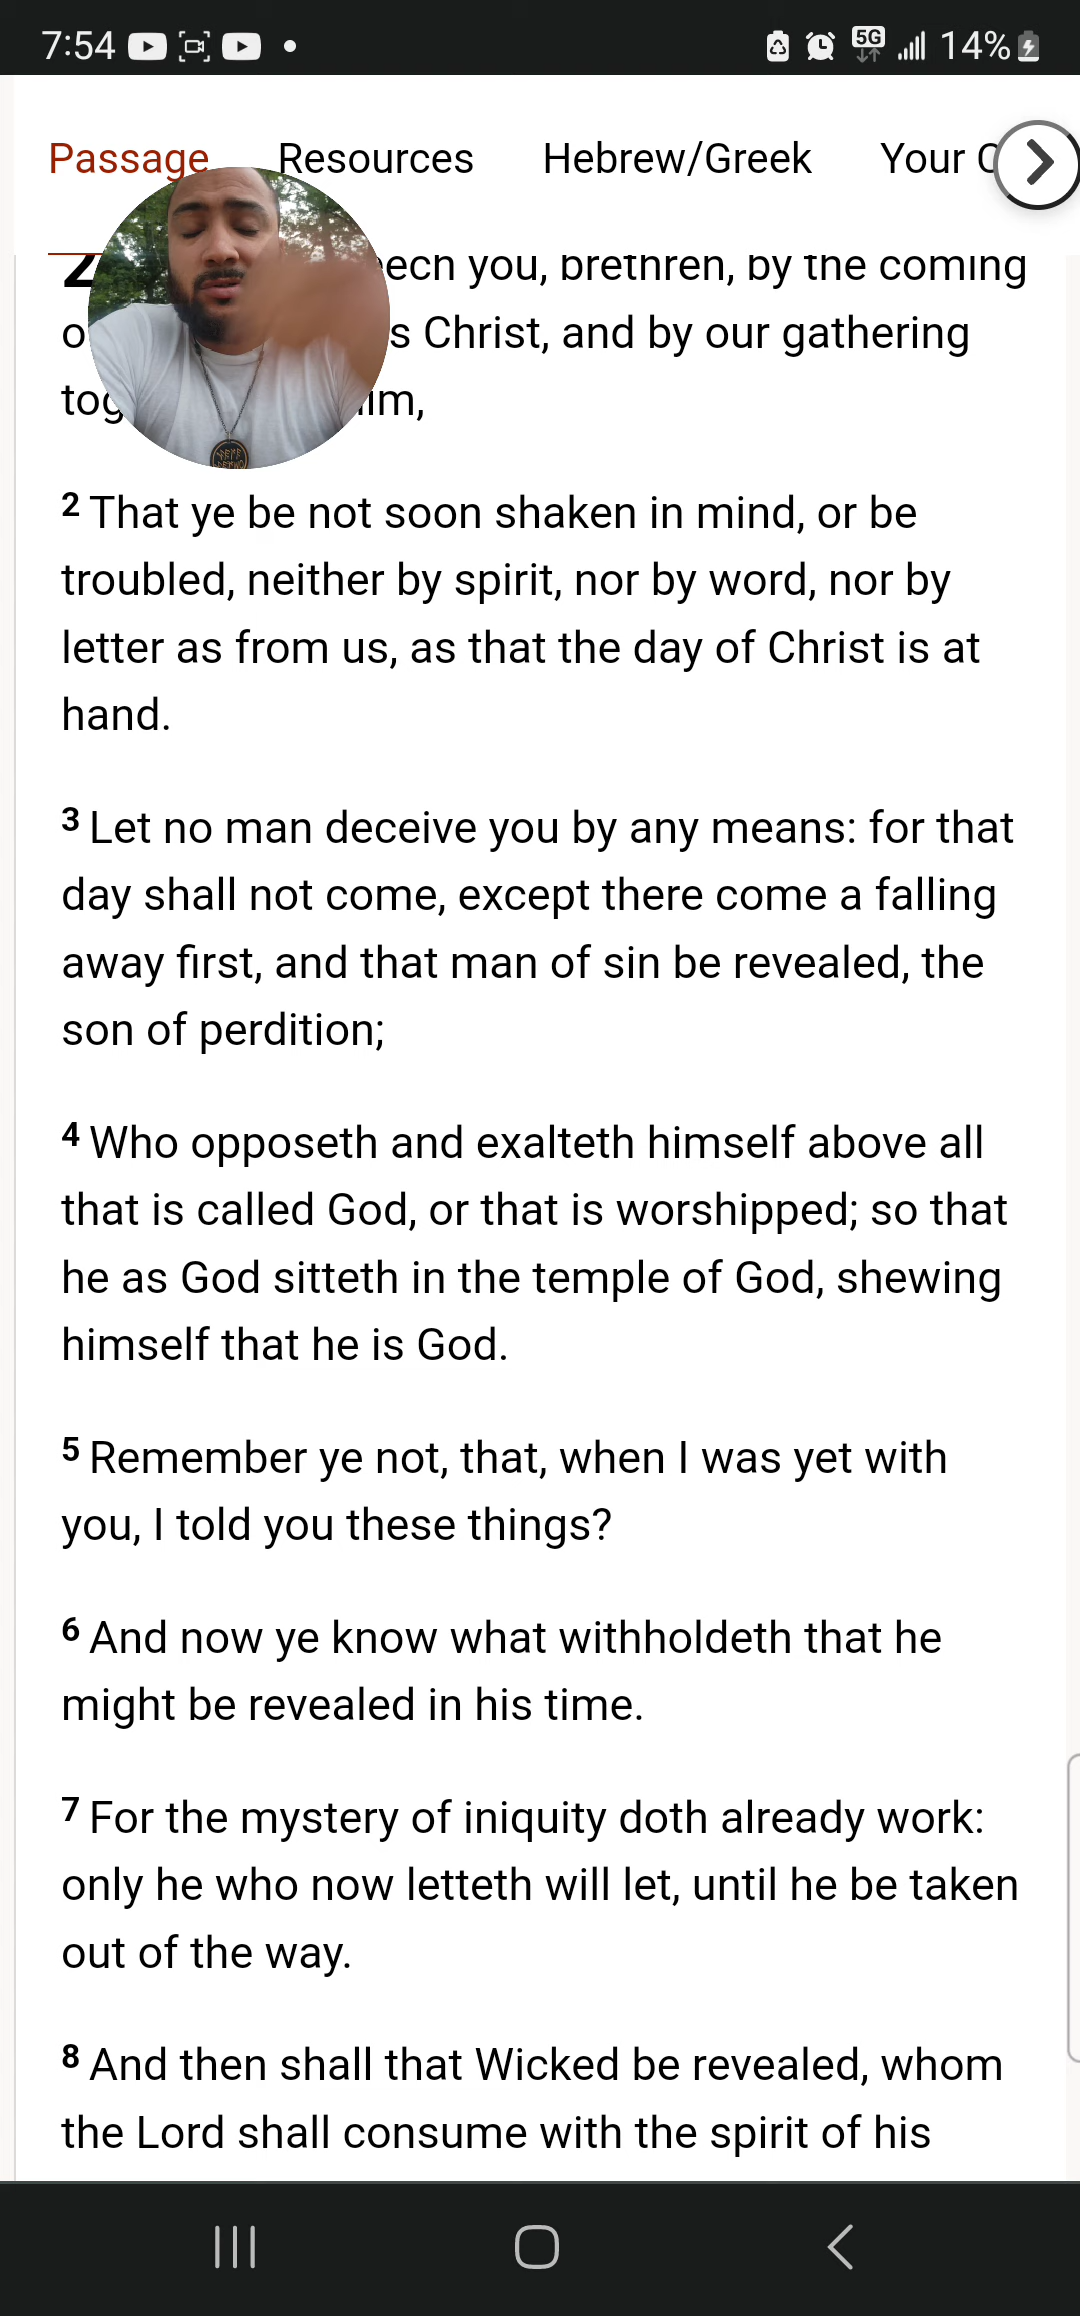 7:54
5G 14%
Passage Resources Hebrew/Greek Your
2 you, brethren, by the coming
Christ, and by our gathering
2 That ye be not soon shaken in mind, or be
troubled, neither by spirit, nor by word, nor by
letter as from us, as that the day of Christ is at
hand.
3 Let no man deceive you by any means: for that
day shall not come, except there come a falling
away first, and that man of sin be revealed, the
son of perdition;
4 Who opposeth and exalteth himself above all
that is called God, or that is worshipped; so that
he as God sitteth in the temple of God, shewing
himself that he is God.
5 Remember ye not, that, when I was yet with
you, I told you these things?
6 And now ye know what withholdeth that he
might be revealed in his time.
7 For the mystery of iniquity doth already work:
only he who now letteth will let, until he be taken
out of the way.
8 And then shall that Wicked be revealed, whom
the Lord shall consume with the spirit of his